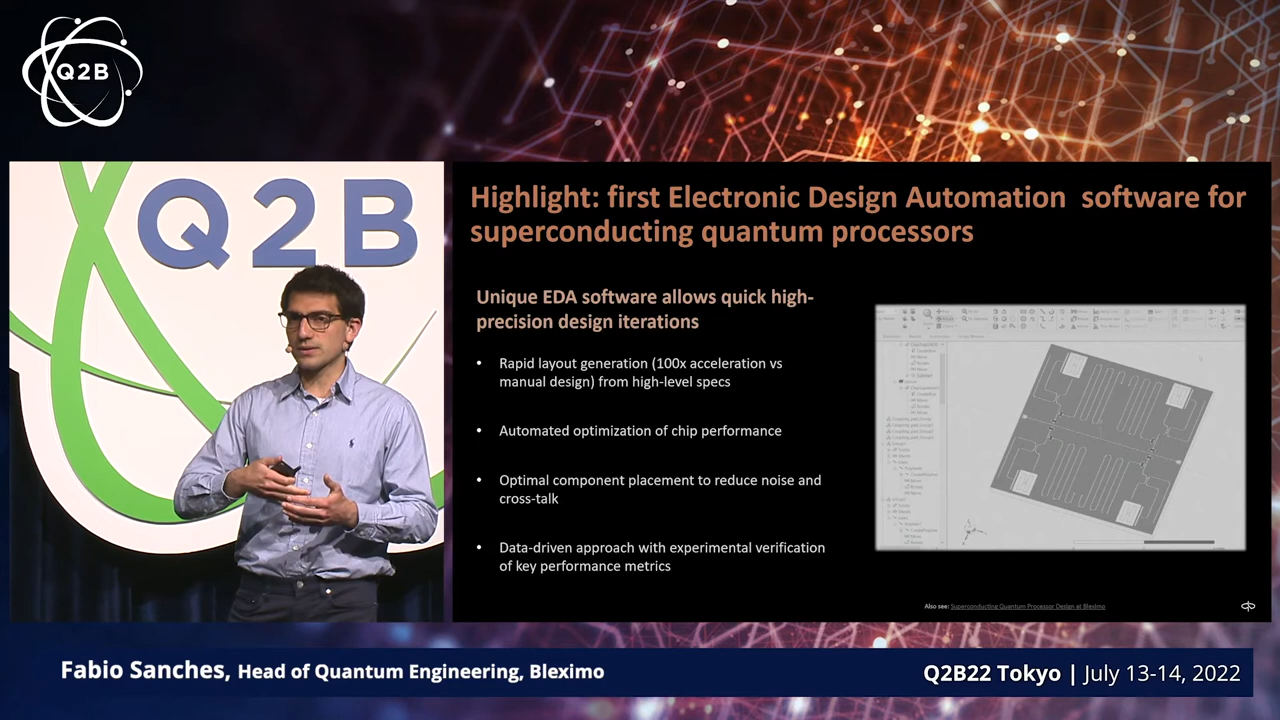 Q2B
Q2B
Highlight: first Electronic Design Automation software for
superconducting quantum processors
Unique EDA software allows quick high-
precision design iterations
• Rapid layout generation (100x acceleration vs
manual design) from high-level specs
• Automated optimization of chip performance
• Optimal component placement to reduce noise and
cross-talk
• Data-driven approach with experimental verification
of key performance metrics
Also see: Superconducting Quantum Processor Design at Bleximo
Fabio Sanches, Head of Quantum Engineering, Bleximo
Q2B22 Tokyo | July 13-14, 2022